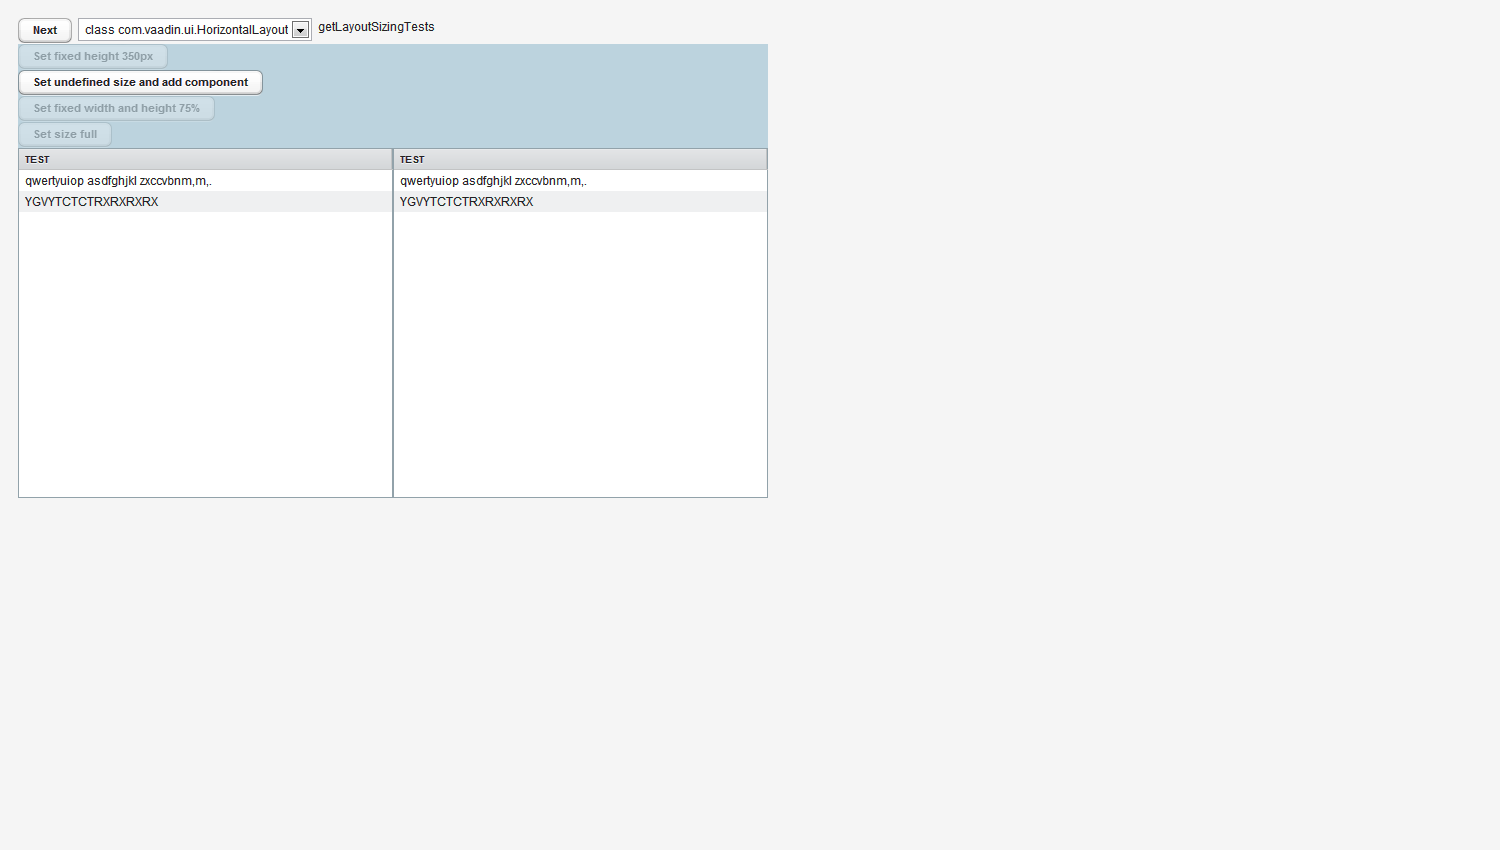 Next class com.vaadin.ui.HorizontalLayout getLayoutSizingTests
Set fixed height 350px
Set undefined size and add component
Set fixed width and height 75%
Set size full
TEST TEST
qwertyuiop asdfghjkl zxccvbnm,m,. qwertyuiop asdfghjkl zxccvbnm,m,.
YGVYTCTCTRXRXRXRX YGVYTCTCTRXRXRXRX